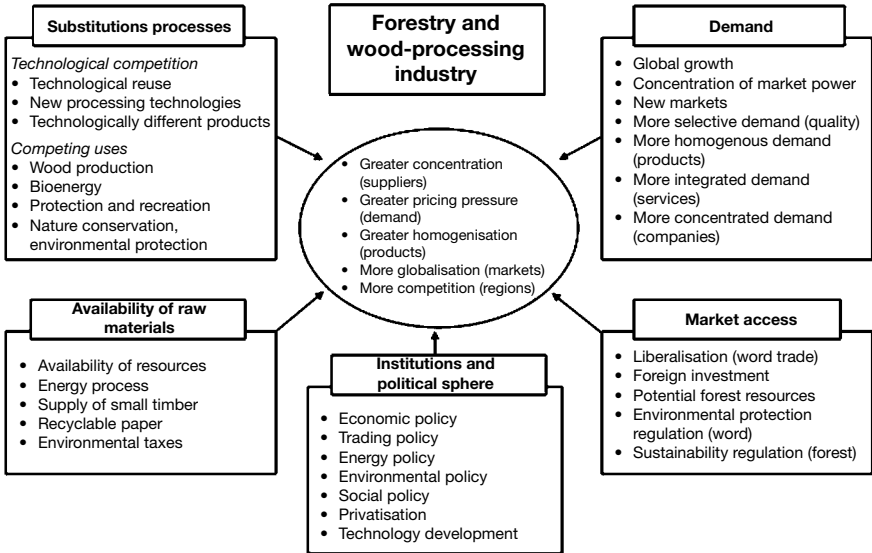 Substitutions processes
Technological competition
• Technological reuse
• New processing technologies
• Technologically different products
Competing uses
• Wood production
• Bioenergy
• Protection and recreation
• Nature conservation,
environmental protection
Forestry and
wood-processing
industry
Demand
• Global growth
• Concentration of market power
• New markets
• More selective demand (quality)
• More homogenous demand
(products)
• More integrated demand
(services)
• More concentrated demand
(companies)
• Greater concentration
(suppliers)
• Greater pricing pressure
(demand)
• Greater homogenisation
(products)
• More globalisation (markets)
• More competition (regions)
Availability of raw
materials
• Availability of resources
• Energy process
• Supply of small timber
• Recyclable paper
• Environmental taxes
Institutions and
political sphere
• Economic policy
• Trading policy
• Energy policy
• Environmental policy
• Social policy
• Privatisation
• Technology development
Market access
• Liberalisation (word trade)
• Foreign investment
• Potential forest resources
• Environmental protection
regulation (word)
• Sustainability regulation (forest)